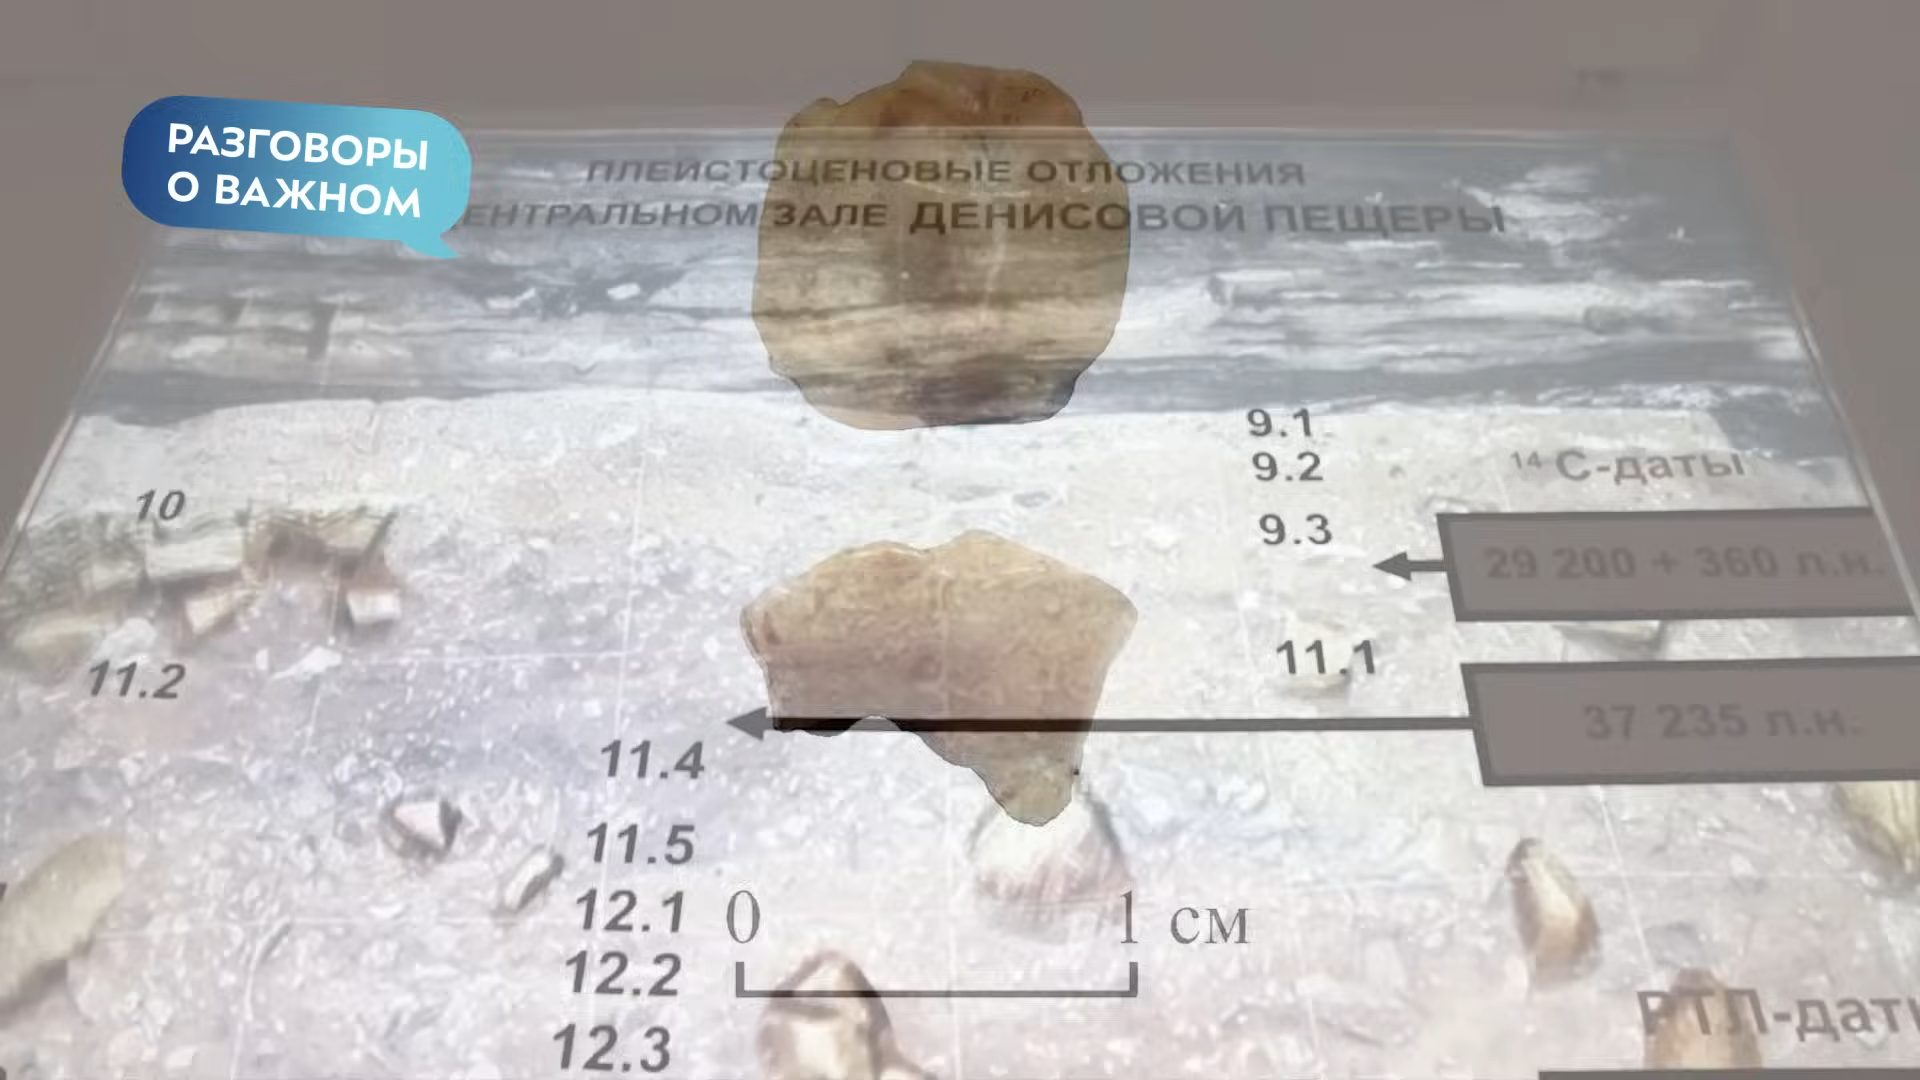 РАЗГОВОРЫ
О ВАЖНОМ
ПЛЕЙСТОЦЕНОВЫЕ ОТЛОЖЕНИЯ
ЗАЛЕ ДЕНИСОВОЙ ПЕЩЕРЫ
9.1
9.2
14 С-даты
10
9.3
29 200 + 360 л.н.
11.2
11.1
37 235 л.н.
11.4
11.5
12.1
0 1 см
12.2
12.3